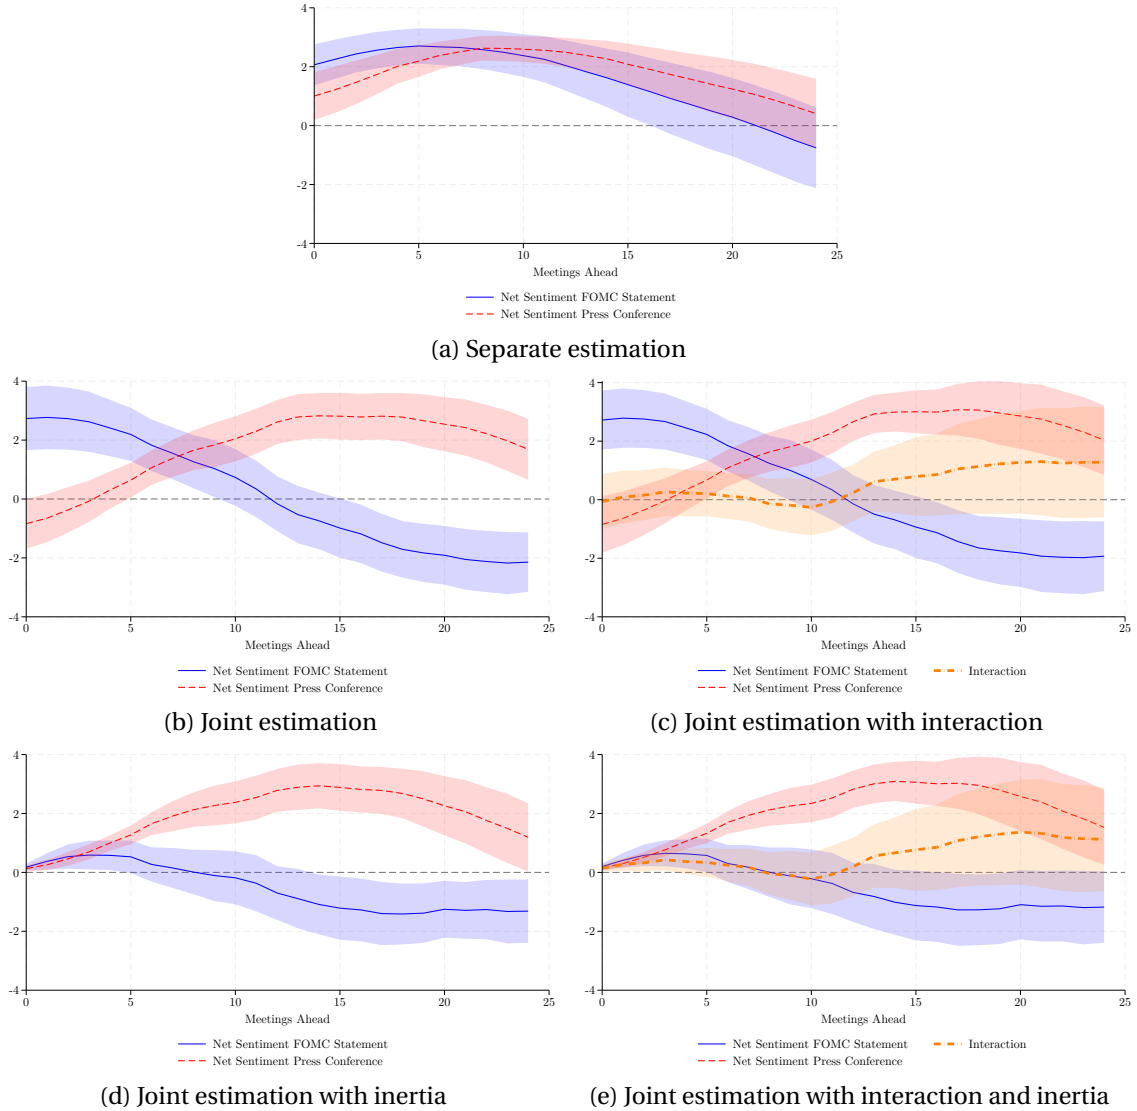 4
2
0
-2
-4
0 5 10 15 20 25
Meetings Ahead
Net Sentiment FOMC Statement
Net Sentiment Press Conference
(a) Separate estimation
4
2
0
-2
-4
0 5 10 15 20 25
Meetings Ahead
Net Sentiment FOMC Statement
Net Sentiment Press Conference
(b) Joint estimation
4
2
0
-2
-4
0 5 10 15 20 25
Meetings Ahead
Net Sentiment FOMC Statement Interaction
Net Sentiment Press Conference
(c) Joint estimation with interaction
4
2
0
-2
-4
0 5 10 15 20 25
Meetings Ahead
Net Sentiment FOMC Statement
Net Sentiment Press Conference
(d) Joint estimation with inertia
4
2
0
-2
-4
0 5 10 15 20 25
Meetings Ahead
Net Sentiment FOMC Statement Interaction
Net Sentiment Press Conference
(e) Joint estimation with interaction and inertia